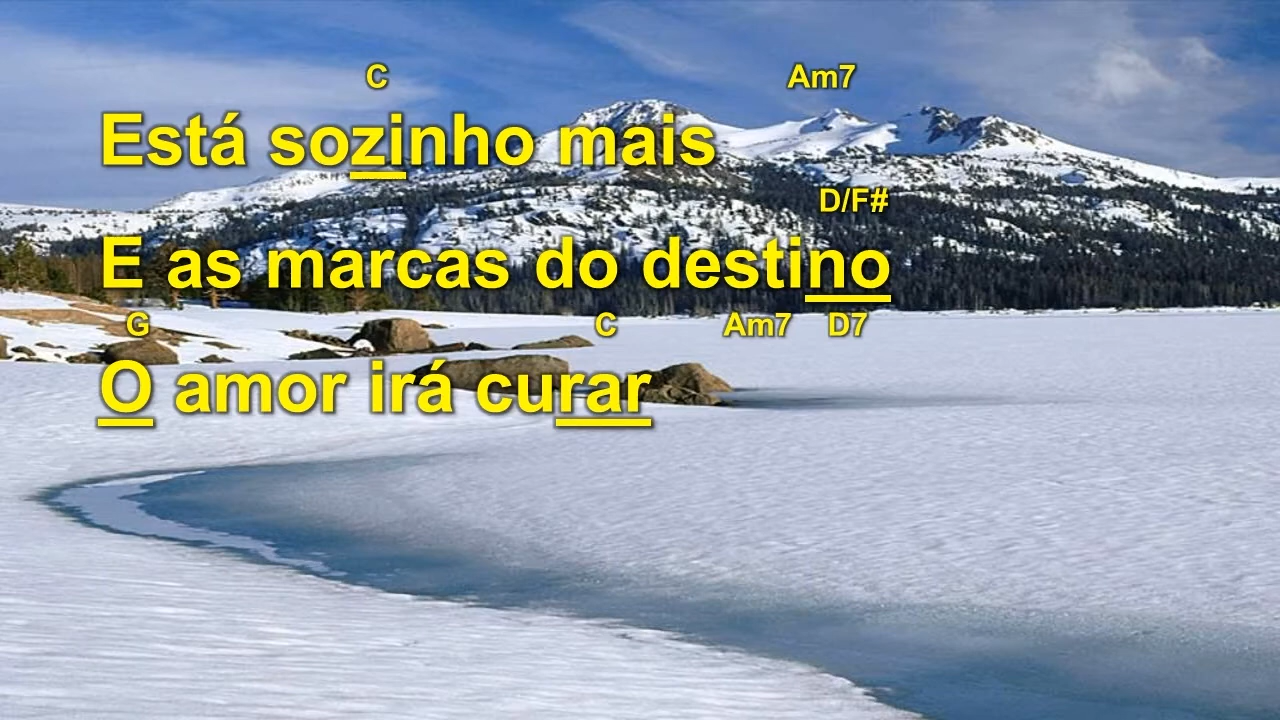 C Am7
Está sozinho mais
D/F#
E as marcas do destino
G C Am7 D7
O amor irá curar